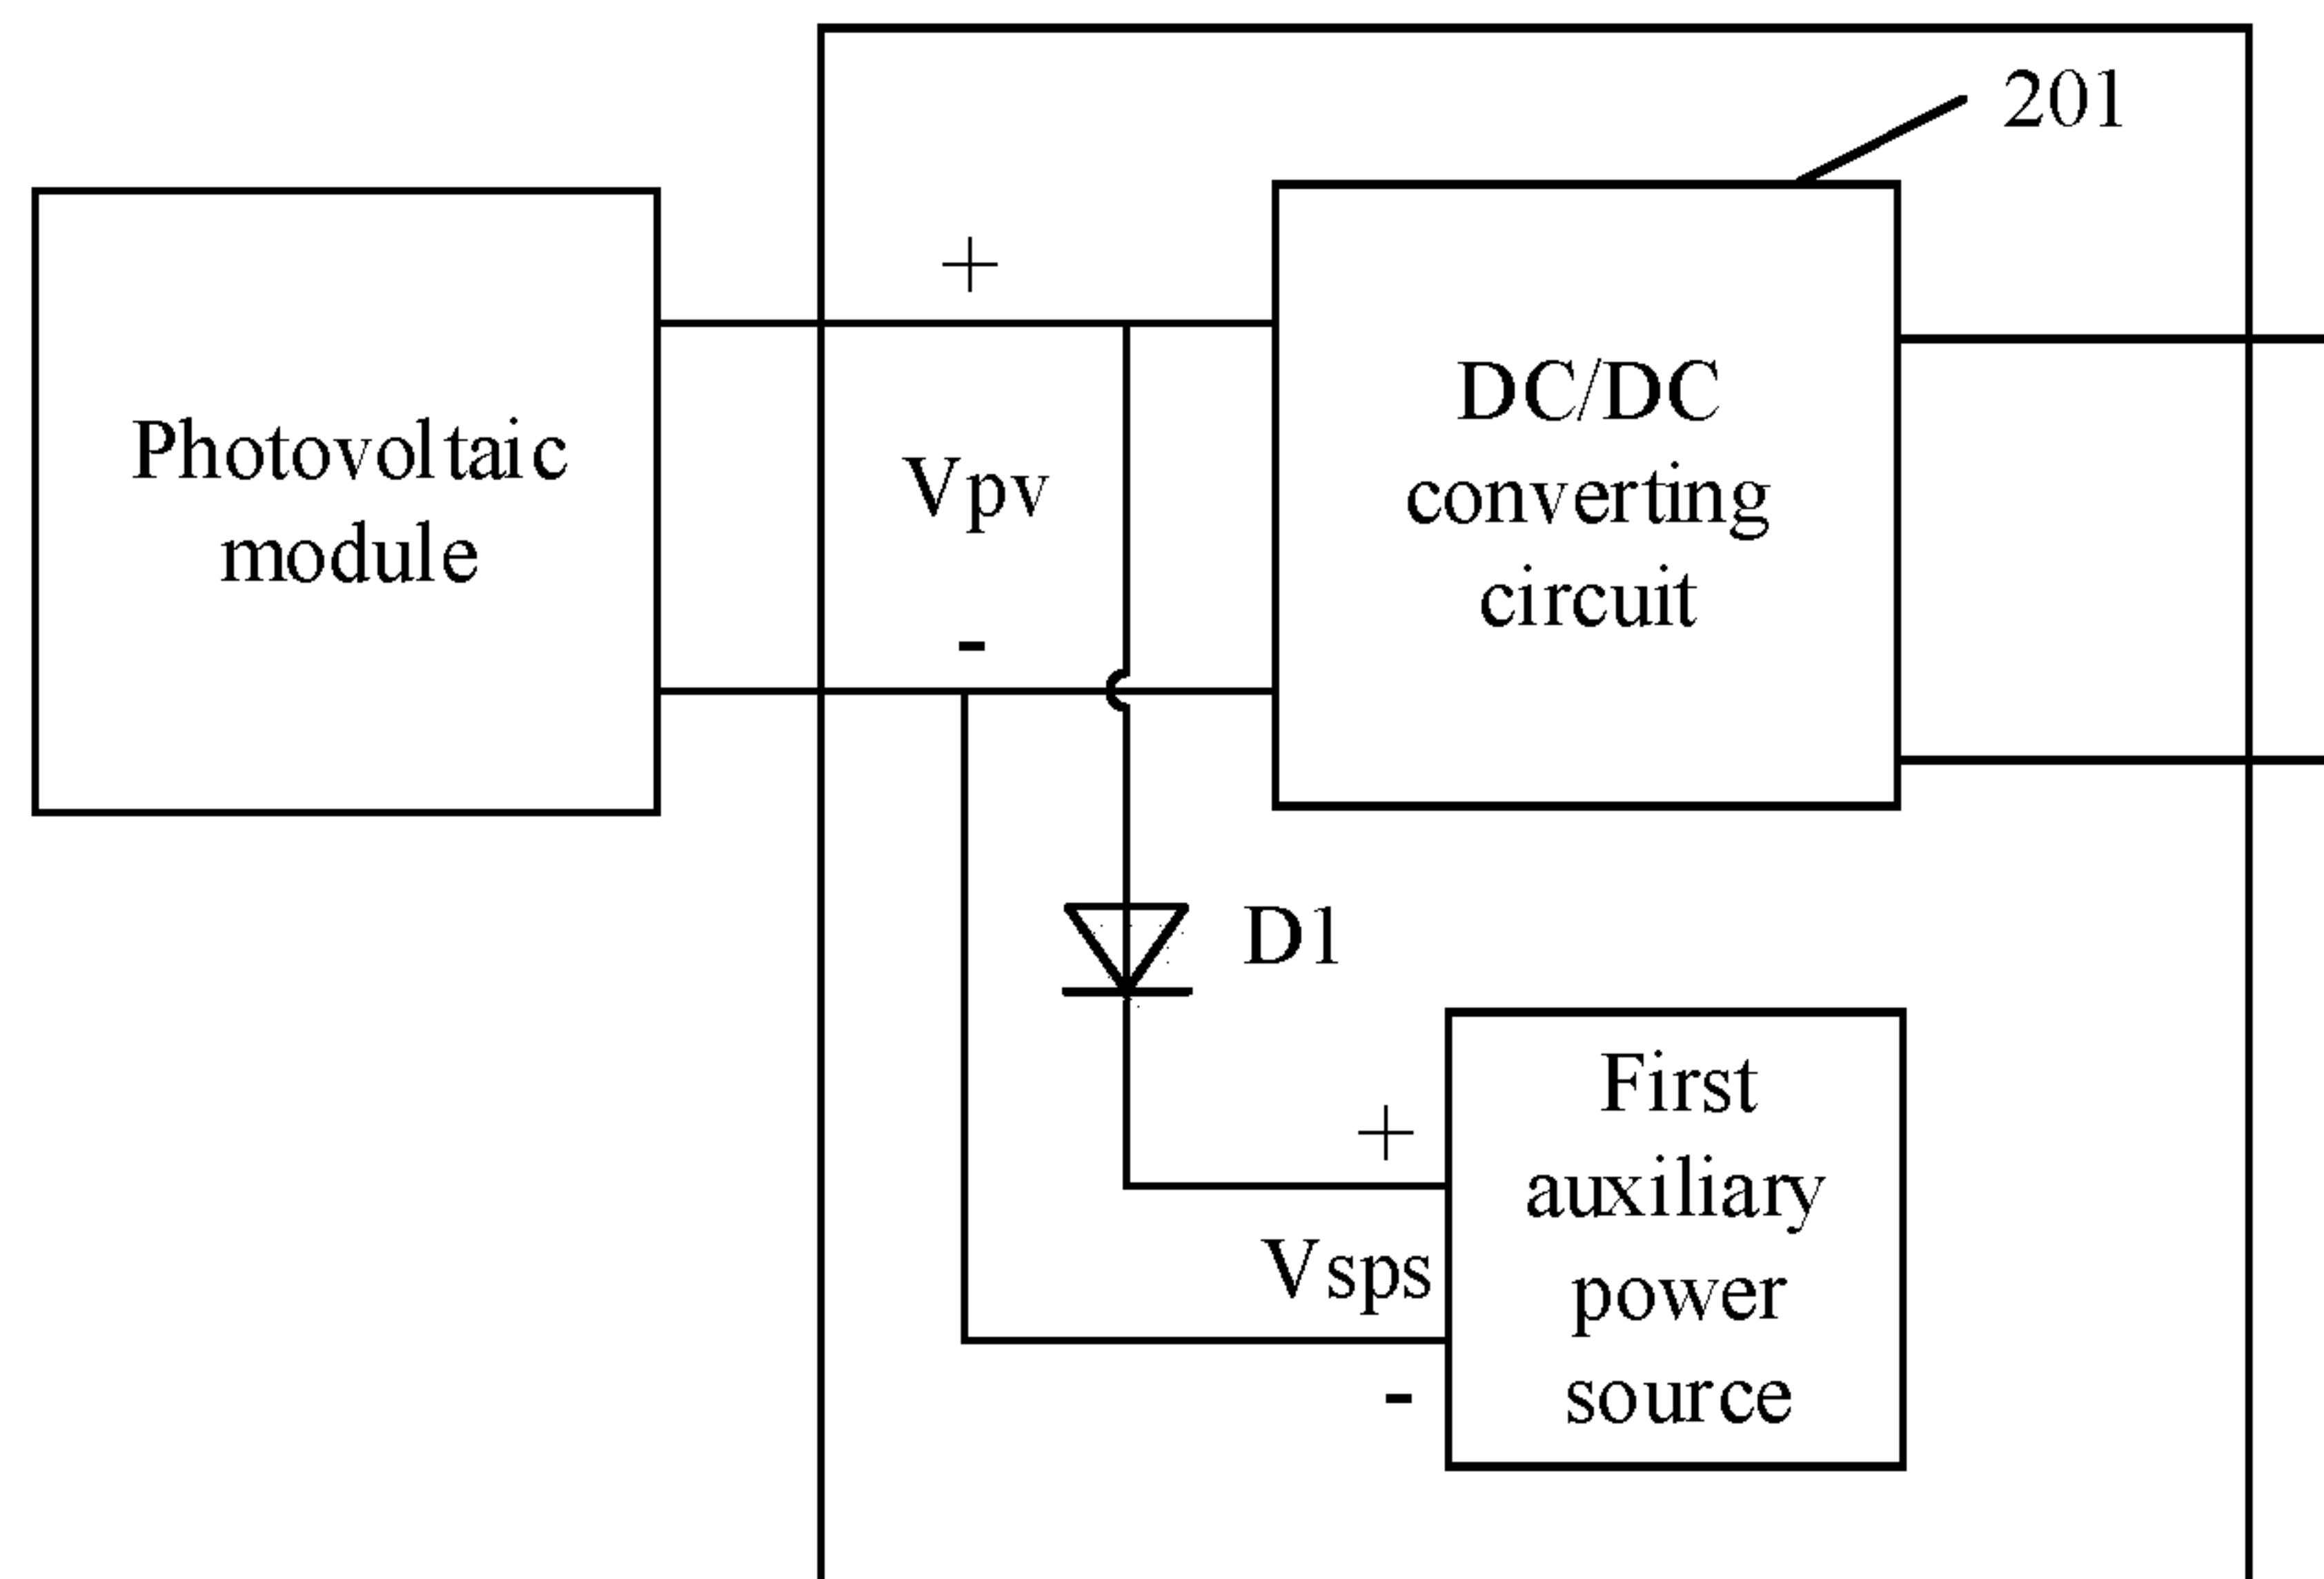 201
+
Photovoltaic
module
Vpv
-
DC/DC
converting
circuit
D1
+
Vsps
-
First
auxiliary
power
source